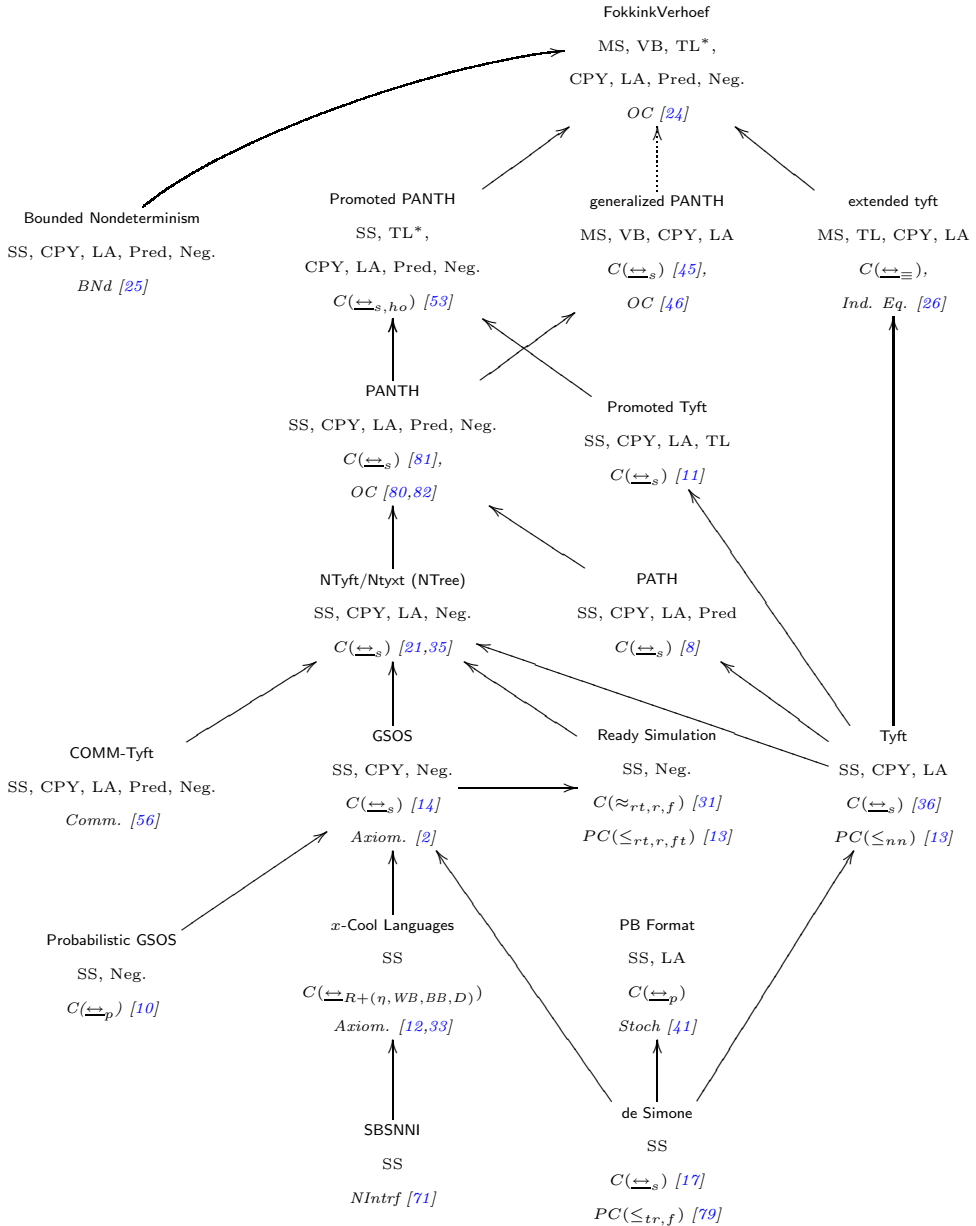 FokkinkVerhoef
MS, VB, TL*,
CPY, LA, Pred, Neg.
OC [24]
Bounded Nondeterminism
SS, CPY, LA, Pred, Neg.
BNd [25]
Promoted PANTH
SS, TL*,
CPY, LA, Pred, Neg.
C(↔s,ho) [53]
generalized PANTH
MS, VB, CPY, LA
C(↔s) [45],
OC [46]
extended tyft
MS, TL, CPY, LA
C(↔≡),
Ind. Eq. [26]
PANTH
SS, CPY, LA, Pred, Neg.
C(↔s) [81],
OC [80,82]
Promoted Tyft
SS, CPY, LA, TL
C(↔s) [11]
NTyft/Ntyxt (NTree)
SS, CPY, LA, Neg.
C(↔s) [21,35]
PATH
SS, CPY, LA, Pred
C(↔s) [8]
COMM-Tyft
SS, CPY, LA, Pred, Neg.
Comm. [56]
GSOS
SS, CPY, Neg.
C(↔s) [14]
Axiom. [2]
Ready Simulation
SS, Neg.
C(≈rt,r,f) [31]
PC(≤rt,r,ft) [13]
Tyft
SS, CPY, LA
C(↔s) [36]
PC(≤nn) [13]
Probabilistic GSOS
SS, Neg.
C(↔p) [10]
x-Cool Languages
SS
C(↔R+(η,WB,BB,D))
Axiom. [12,33]
PB Format
SS, LA
C(↔p)
Stoch [41]
SBSNNI
SS
NIntrf [71]
de Simone
SS
C(↔s) [17]
PC(≤tr,f) [79]